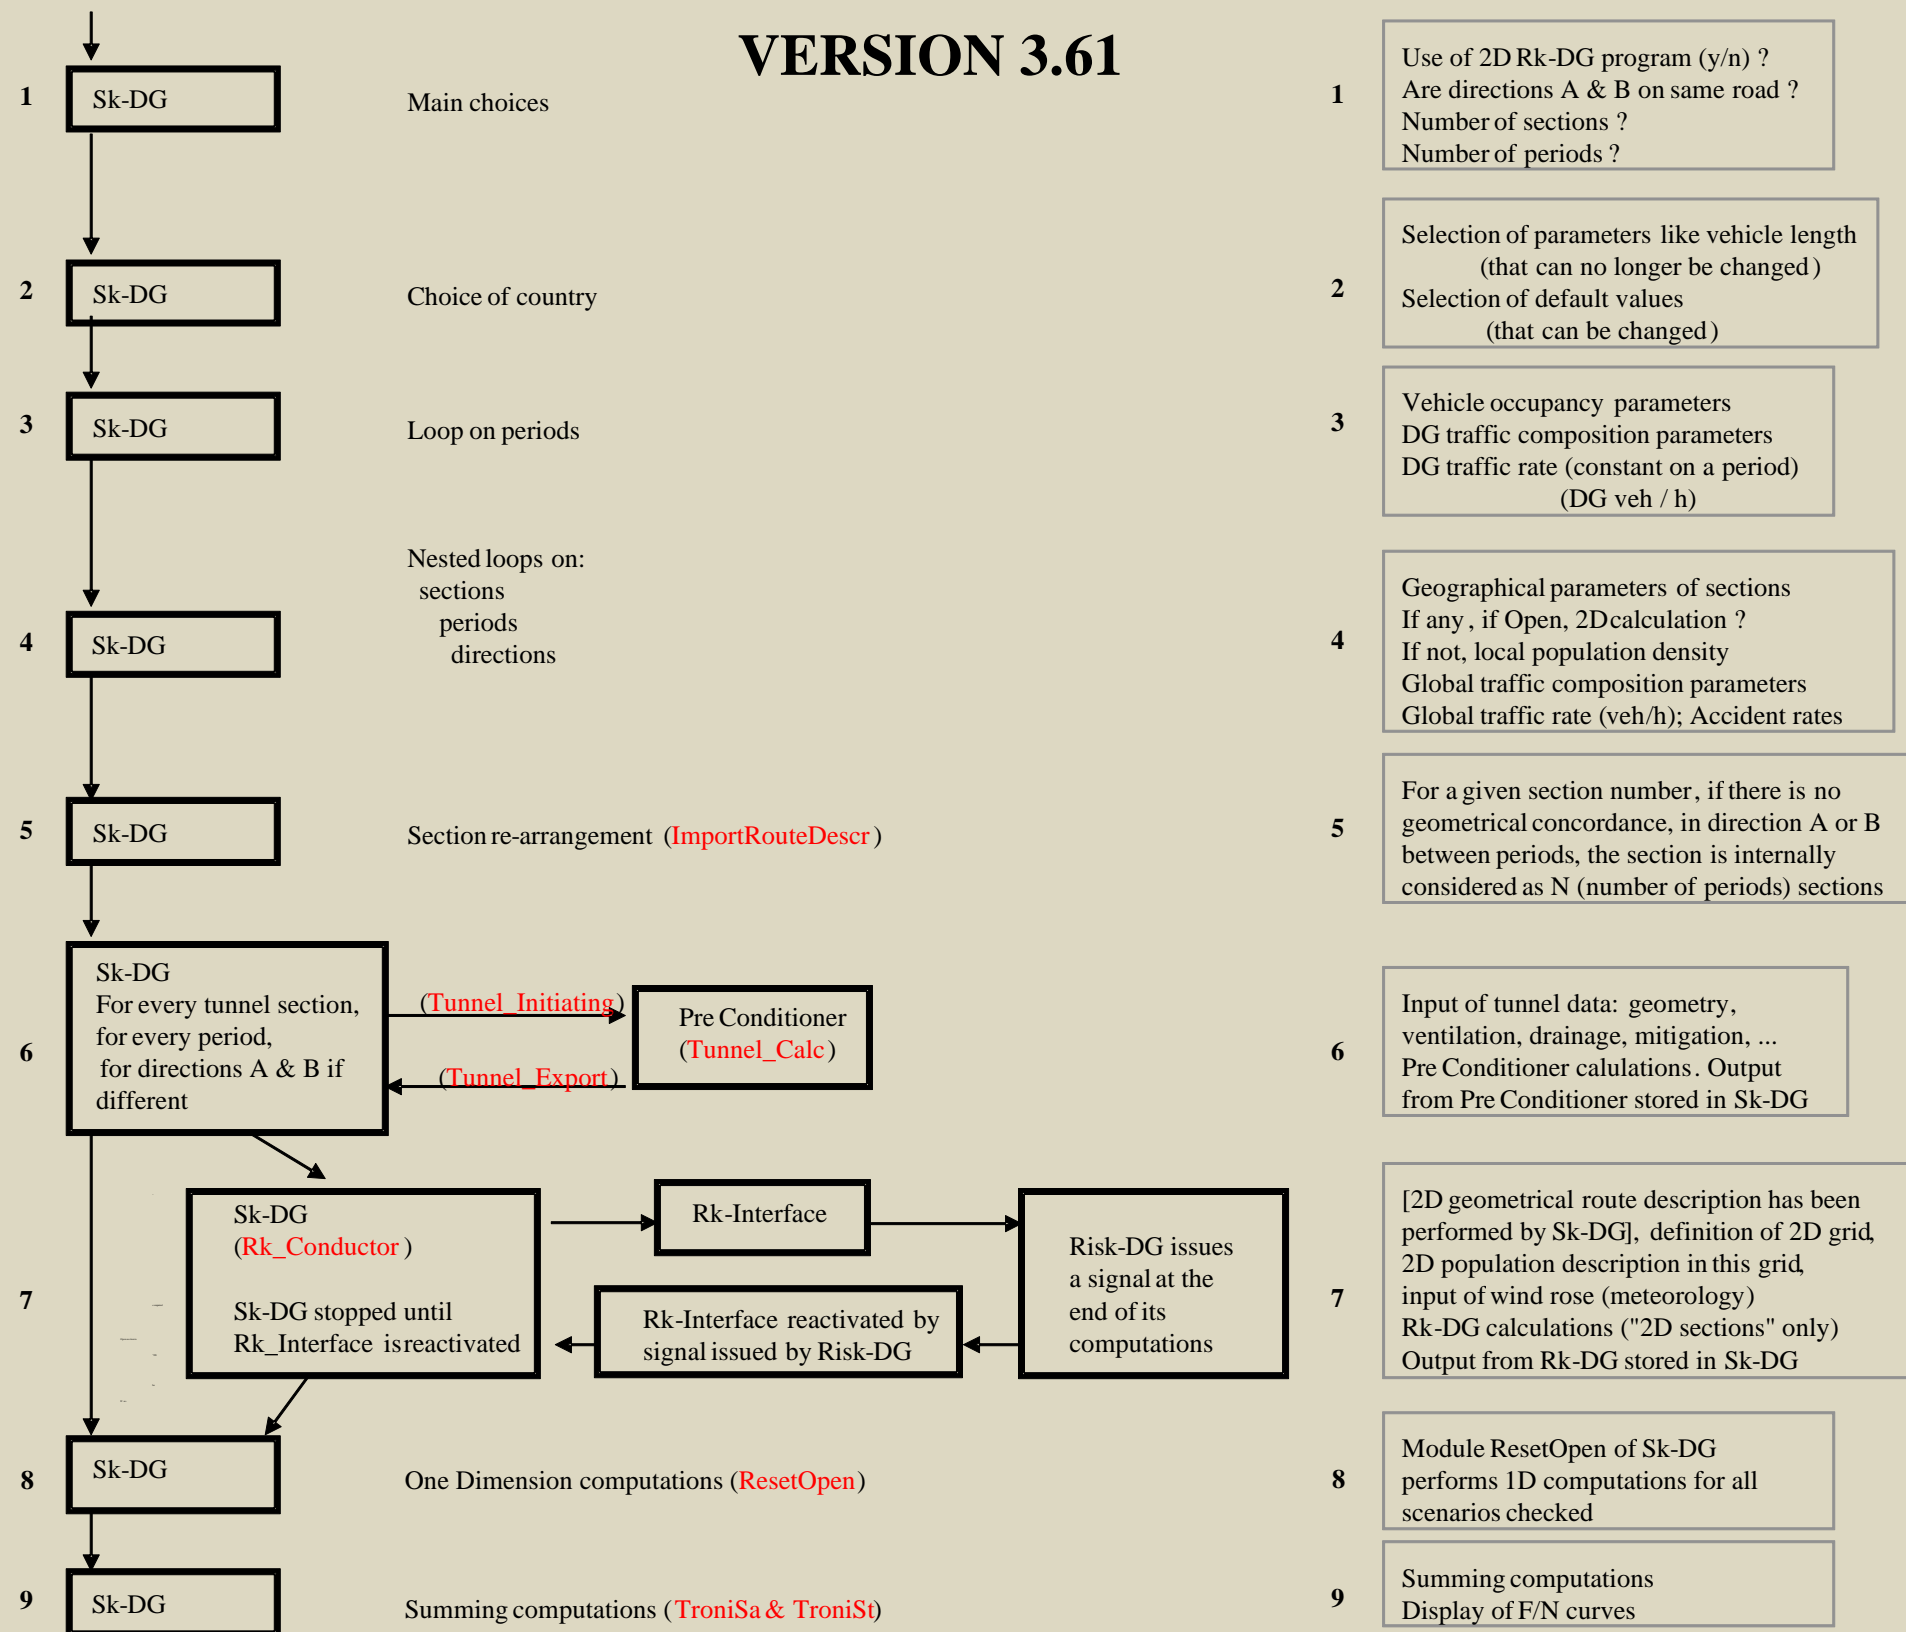 VERSION 3.61
1
Sk-DG
Main choices
1
Use of 2D Rk-DG program (y/n) ?
Are directions A & B on same road ?
Number of sections ?
Number of periods ?
2
Sk-DG
Choice of country
2
Selection of parameters like vehicle length
(that can no longer be changed)
Selection of default values
(that can be changed)
3
Sk-DG
Loop on periods
3
Vehicle occupancy parameters
DG traffic composition parameters
DG traffic rate (constant on a period)
(DG veh / h)
4
Sk-DG
Nested loops on:
sections
periods
directions
4
Geographical parameters of sections
If any, if Open, 2Dcalculation ?
If not, local population density
Global traffic composition parameters
Global traffic rate (veh/h); Accident rates
5
Sk-DG
Section re-arrangement (ImportRouteDescr)
5
For a given section number, if there is no
geometrical concordance, in direction A or B
between periods, the section is internally
considered as N (number of periods) sections
6
Sk-DG
For every tunnel section,
for every period,
for directions A & B if
different
(Tunnel_Initiating)
(Tunnel_Export)
Pre Conditioner
(Tunnel_Calc)
6
Input of tunnel data: geometry,
ventilation, drainage, mitigation, ...
Pre Conditioner calulations. Output
from Pre Conditioner stored in Sk-DG
7
Sk-DG
(Rk_Conductor)
Sk-DG stopped until
Rk_Interface is reactivated
Rk-Interface
Rk-Interface reactivated by
signal issued by Risk-DG
Risk-DG issues
a signal at the
end of its
computations
7
[2D geometrical route description has been
performed by Sk-DG], definition of 2D grid,
2D population description in this grid,
input of wind rose (meteorology)
Rk-DG calculations ("2D sections" only)
Output from Rk-DG stored in Sk-DG
8
Sk-DG
One Dimension computations (ResetOpen)
8
Module ResetOpen of Sk-DG
performs 1D computations for all
scenarios checked
9
Sk-DG
Summing computations (TroniSa & TroniSt)
9
Summing computations
Display of F/N curves